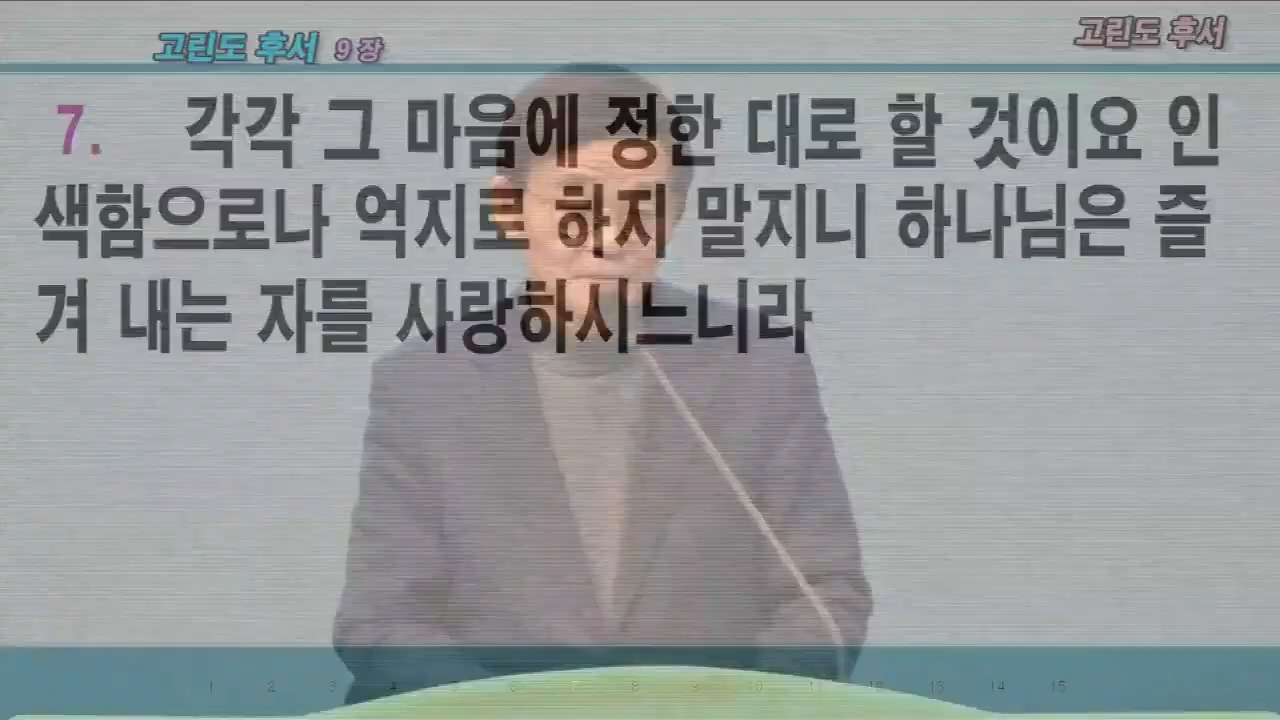 고린도 후서 9 장
고린도 후서
7. 각각 그 마음에 정한 대로 할 것이요 인
색함으로나 억지로 하지 말지니 하나님은 즐
겨 내는 자를 사랑하시느니라
1 2 3 4 5 6 7 8 9 10 11 12 13 14 15